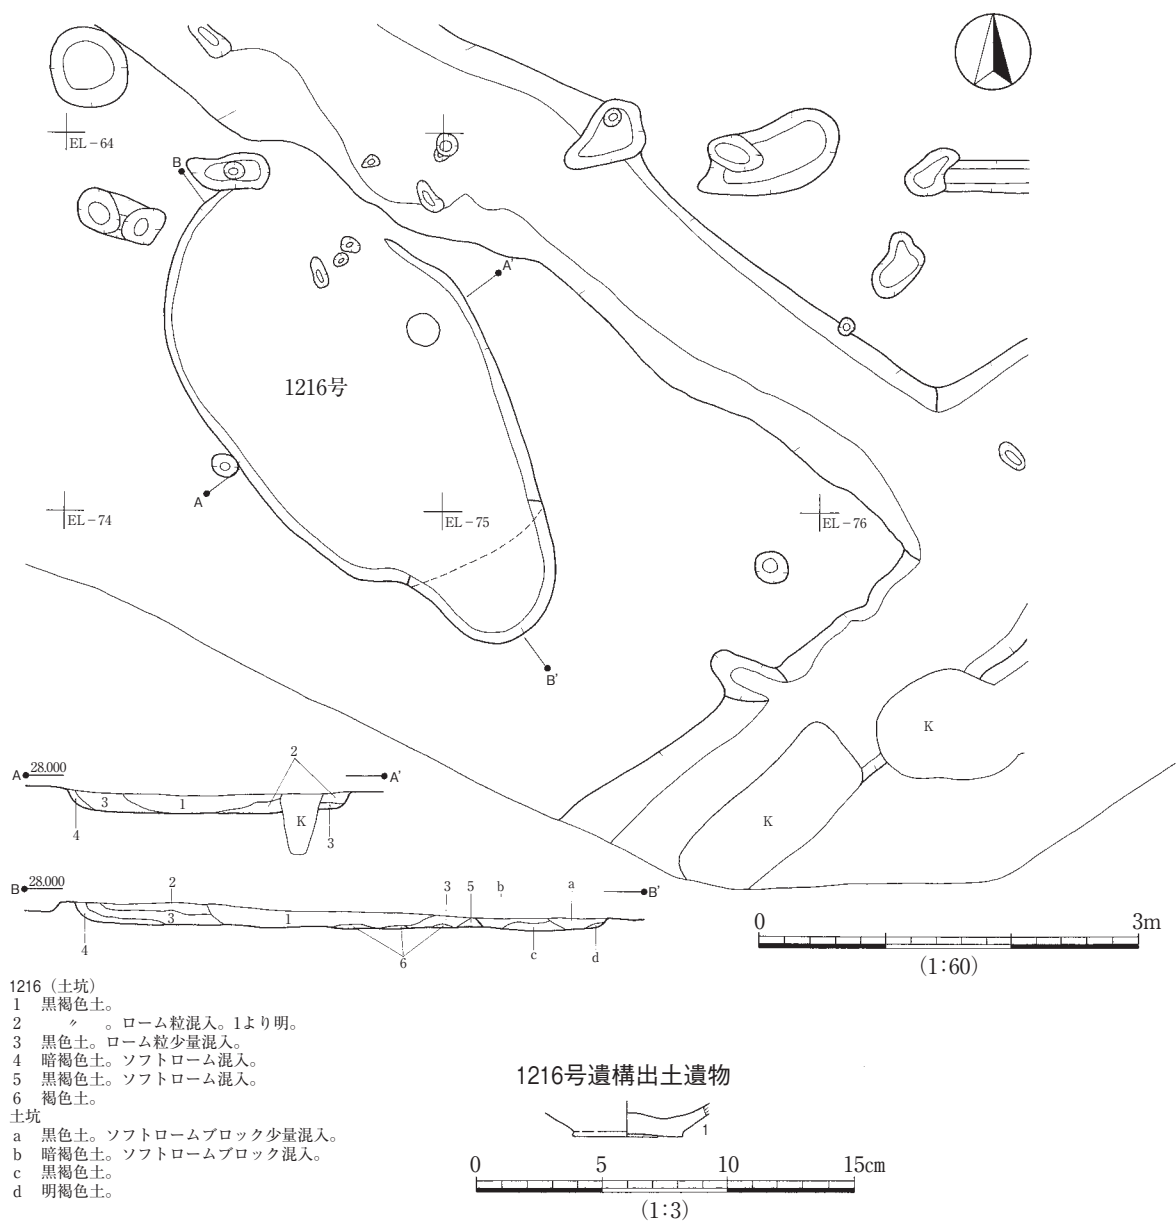 EL-64
B
A'
1216号
A
EL-74
EL-75
EL-76
B'
K
K
A 28.000
2
A'
3
1
K
4
3
B 28.000
2
3
5
b
a
B'
3
1
4
6
c
d
0
3m
(1:60)
1216（土坑）
1 黒褐色土。
2 〃 。ローム粒混入。1より明。
3 黒色土。ローム粒少量混入。
4 暗褐色土。ソフトローム混入。
5 黒褐色土。ソフトローム混入。
6 褐色土。
土坑
a 黒色土。ソフトロームブロック少量混入。
b 暗褐色土。ソフトロームブロック混入。
c 黒褐色土。
d 明褐色土。
1216号遺構出土遺物
1
0 5 10 15cm
(1:3)